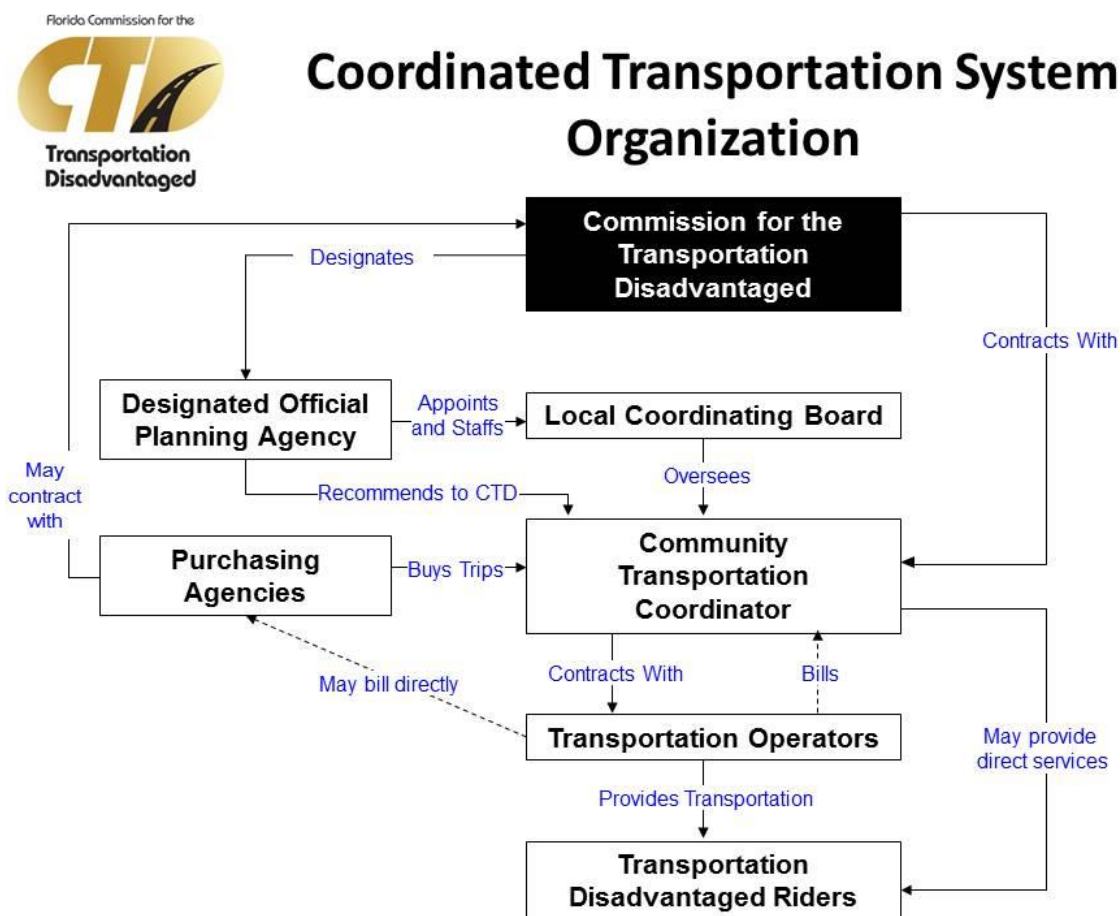 Florida Commission for the
CTD
Transportation
Disadvantaged
Coordinated Transportation System
Organization
Commission for the
Transportation
Disadvantaged
Designates
Contracts With
Designated Official
Planning Agency
Appoints
and Staffs
Local Coordinating Board
May
contract
with
Recommends to CTD
Oversees
Purchasing
Agencies
Buys Trips
Community
Transportation
Coordinator
May bill directly
Contracts With
Bills
Transportation Operators
May provide
direct services
Provides Transportation
Transportation
Disadvantaged Riders